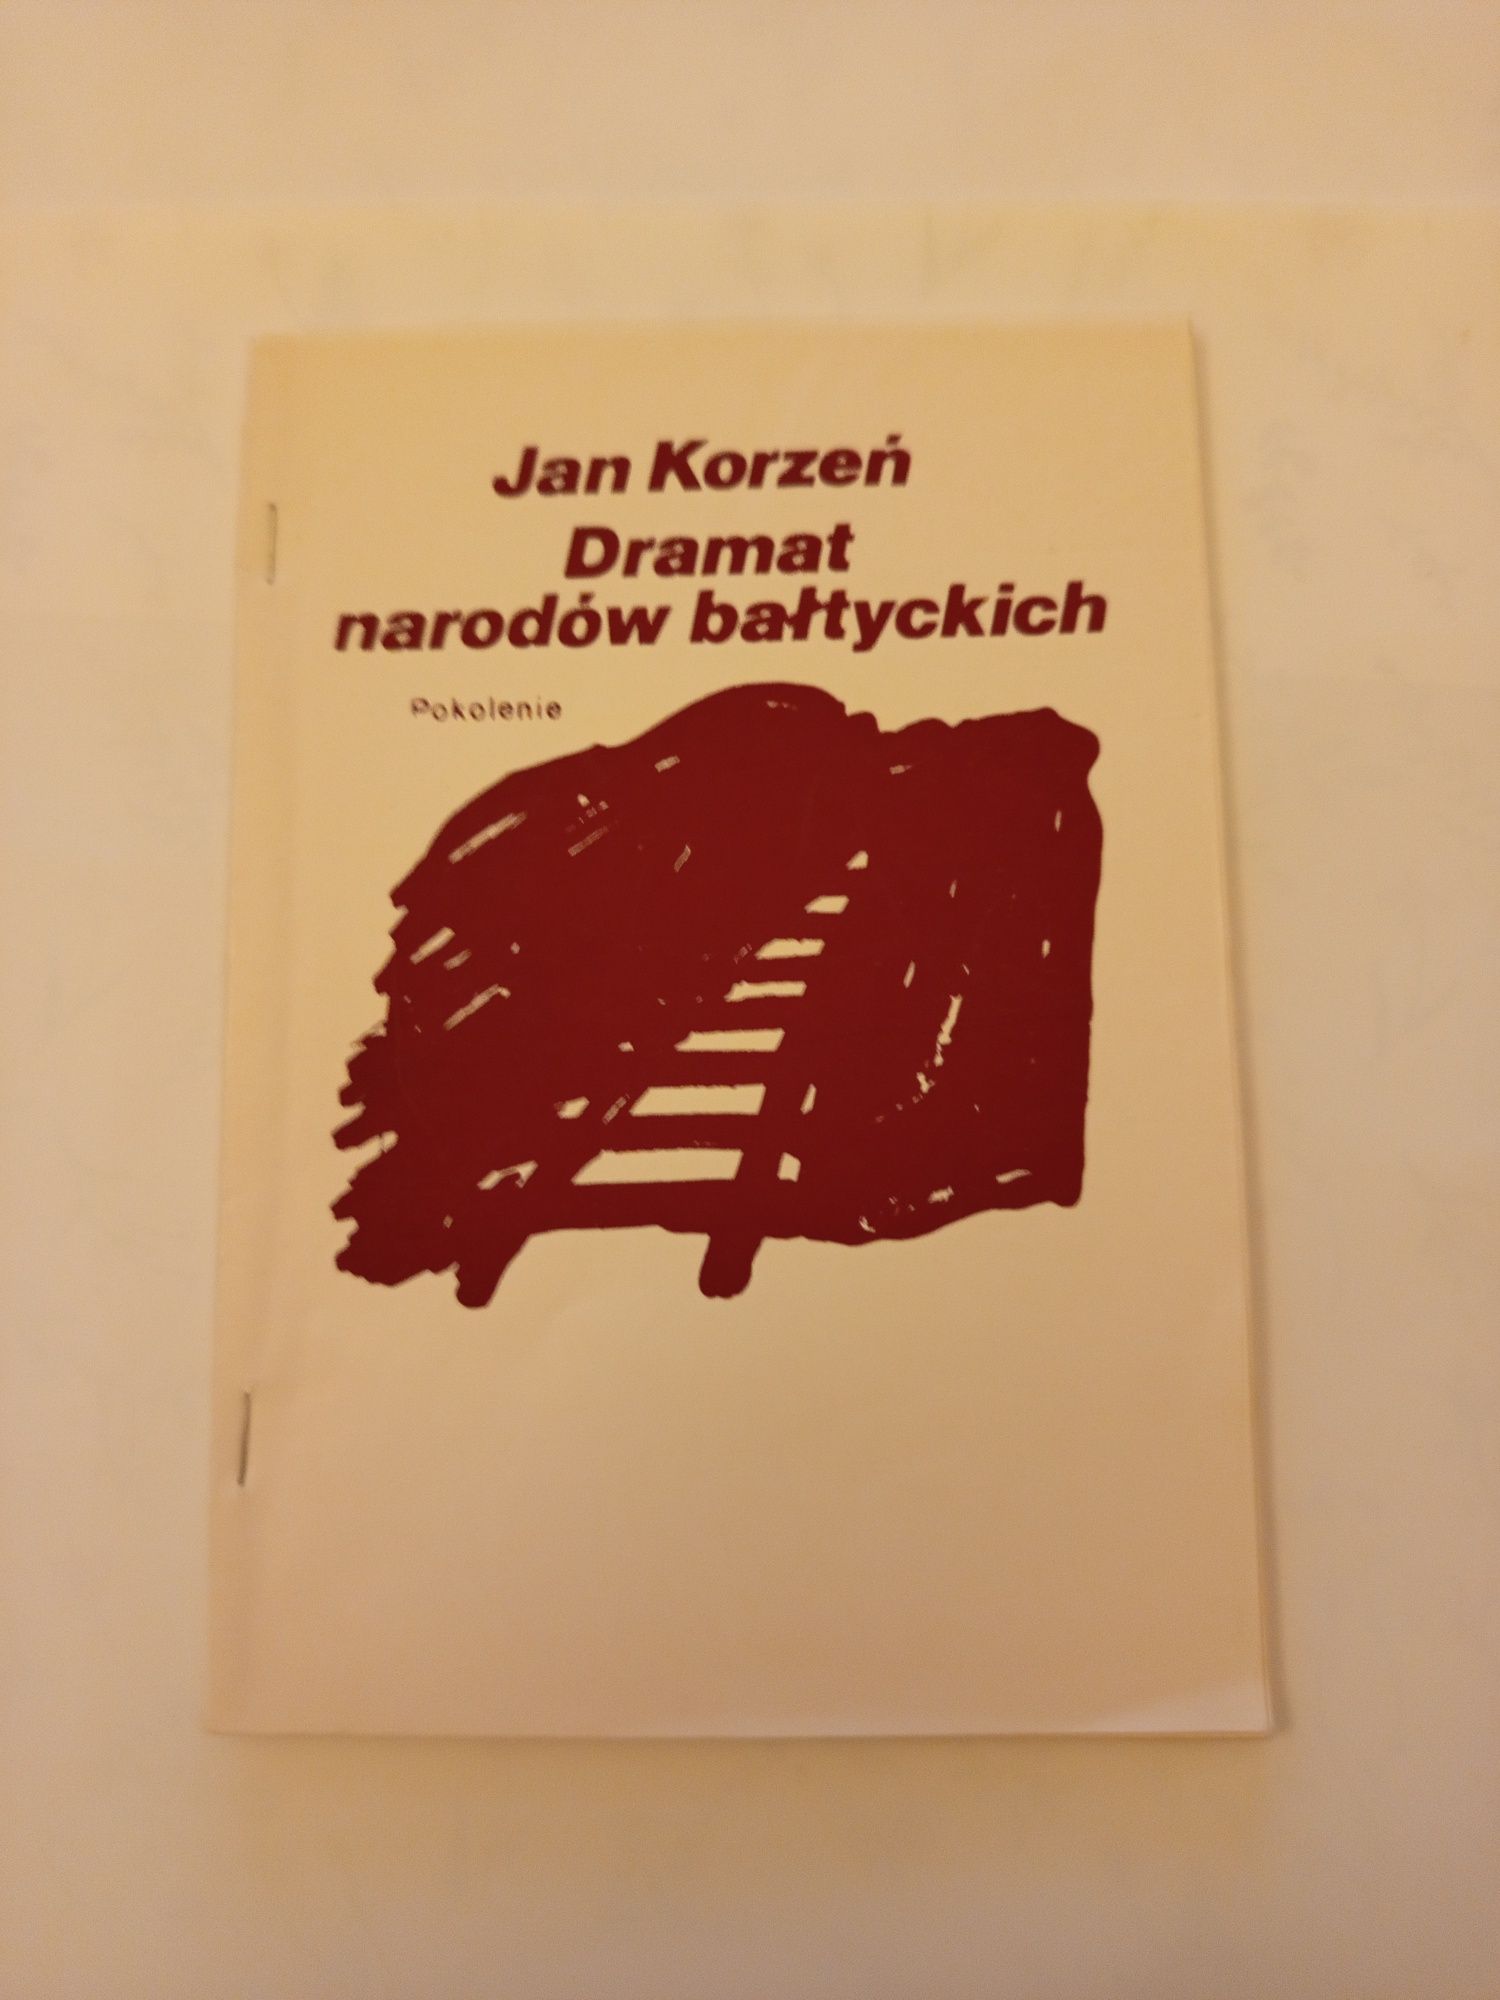 Jan Korzeń
Dramat
narodów bałtyckich
Pokolenie